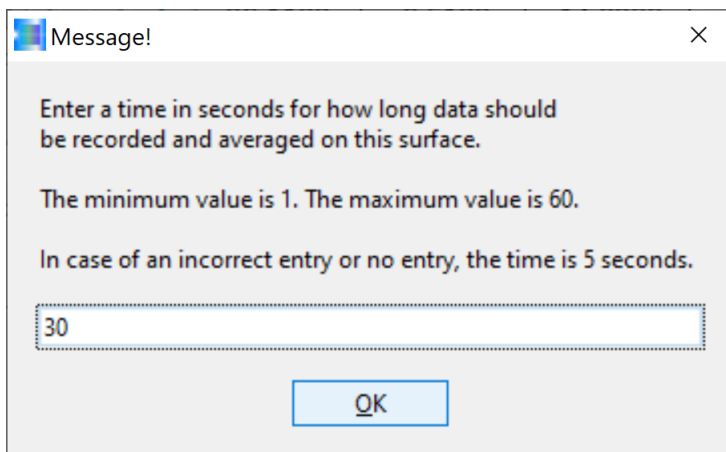 Message!
Enter a time in seconds for how long data should
be recorded and averaged on this surface.
The minimum value is 1. The maximum value is 60.
In case of an incorrect entry or no entry, the time is 5 seconds.
30
OK